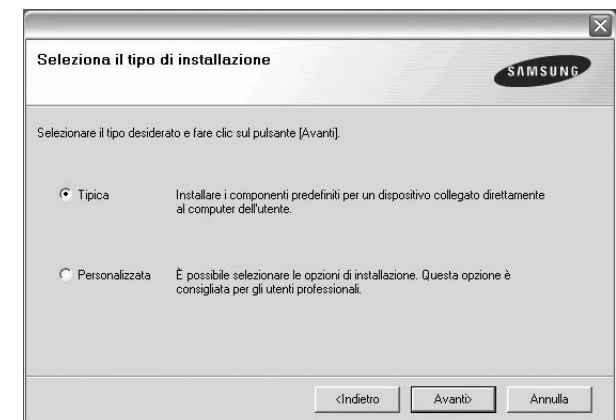 Seleziona il tipo di installazione
SAMSUNG
Selezionare il tipo desiderato e fare clic sul pulsante [Avanti].
Tipica
Installare i componenti predefiniti per un dispositivo collegato direttamente
al computer dell'utente.
Personalizzata
È possibile selezionare le opzioni di installazione. Questa opzione è
consigliata per gli utenti professionali.
<Indietro
Avanti>
Annulla